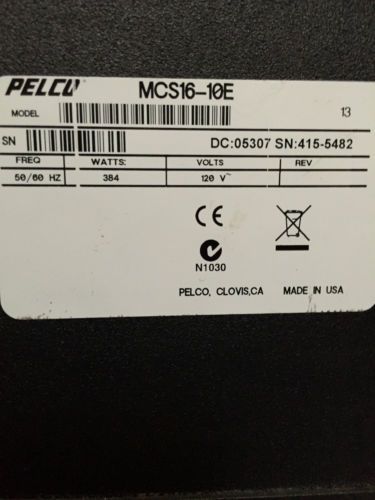 PELCO MCS16-10E
MODEL 13
SN DC:05307 SN:415-5482
FREQ WATTS: VOLTS REV
50/60 HZ 384 120 V~
CE
N1030
PELCO, CLOVIS,CA MADE IN USA